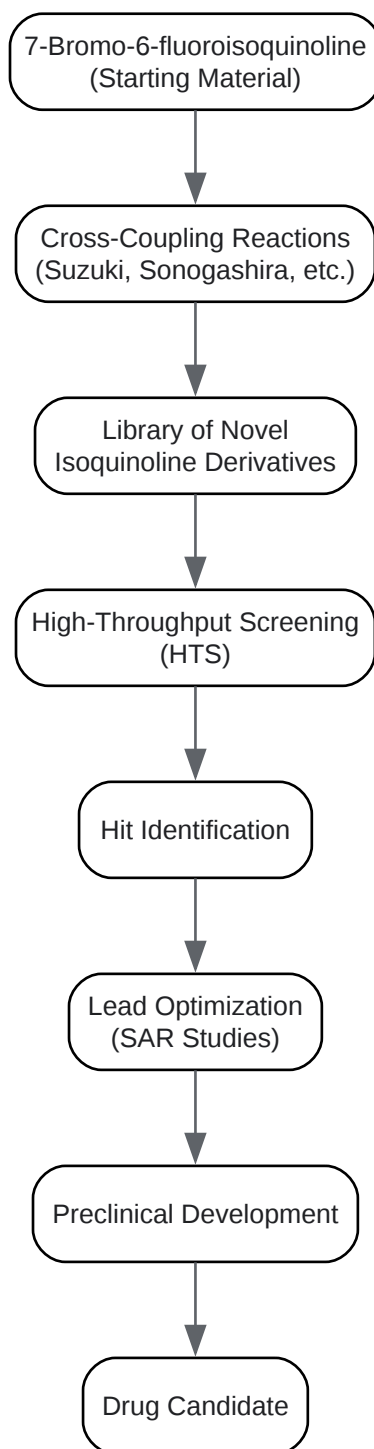 7-Bromo-6-fluoroisoquinoline
(Starting Material)
Cross-Coupling Reactions
(Suzuki, Sonogashira, etc.)
Library of Novel
Isoquinoline Derivatives
High-Throughput Screening
(HTS)
Hit Identification
Lead Optimization
(SAR Studies)
Preclinical Development
Drug Candidate